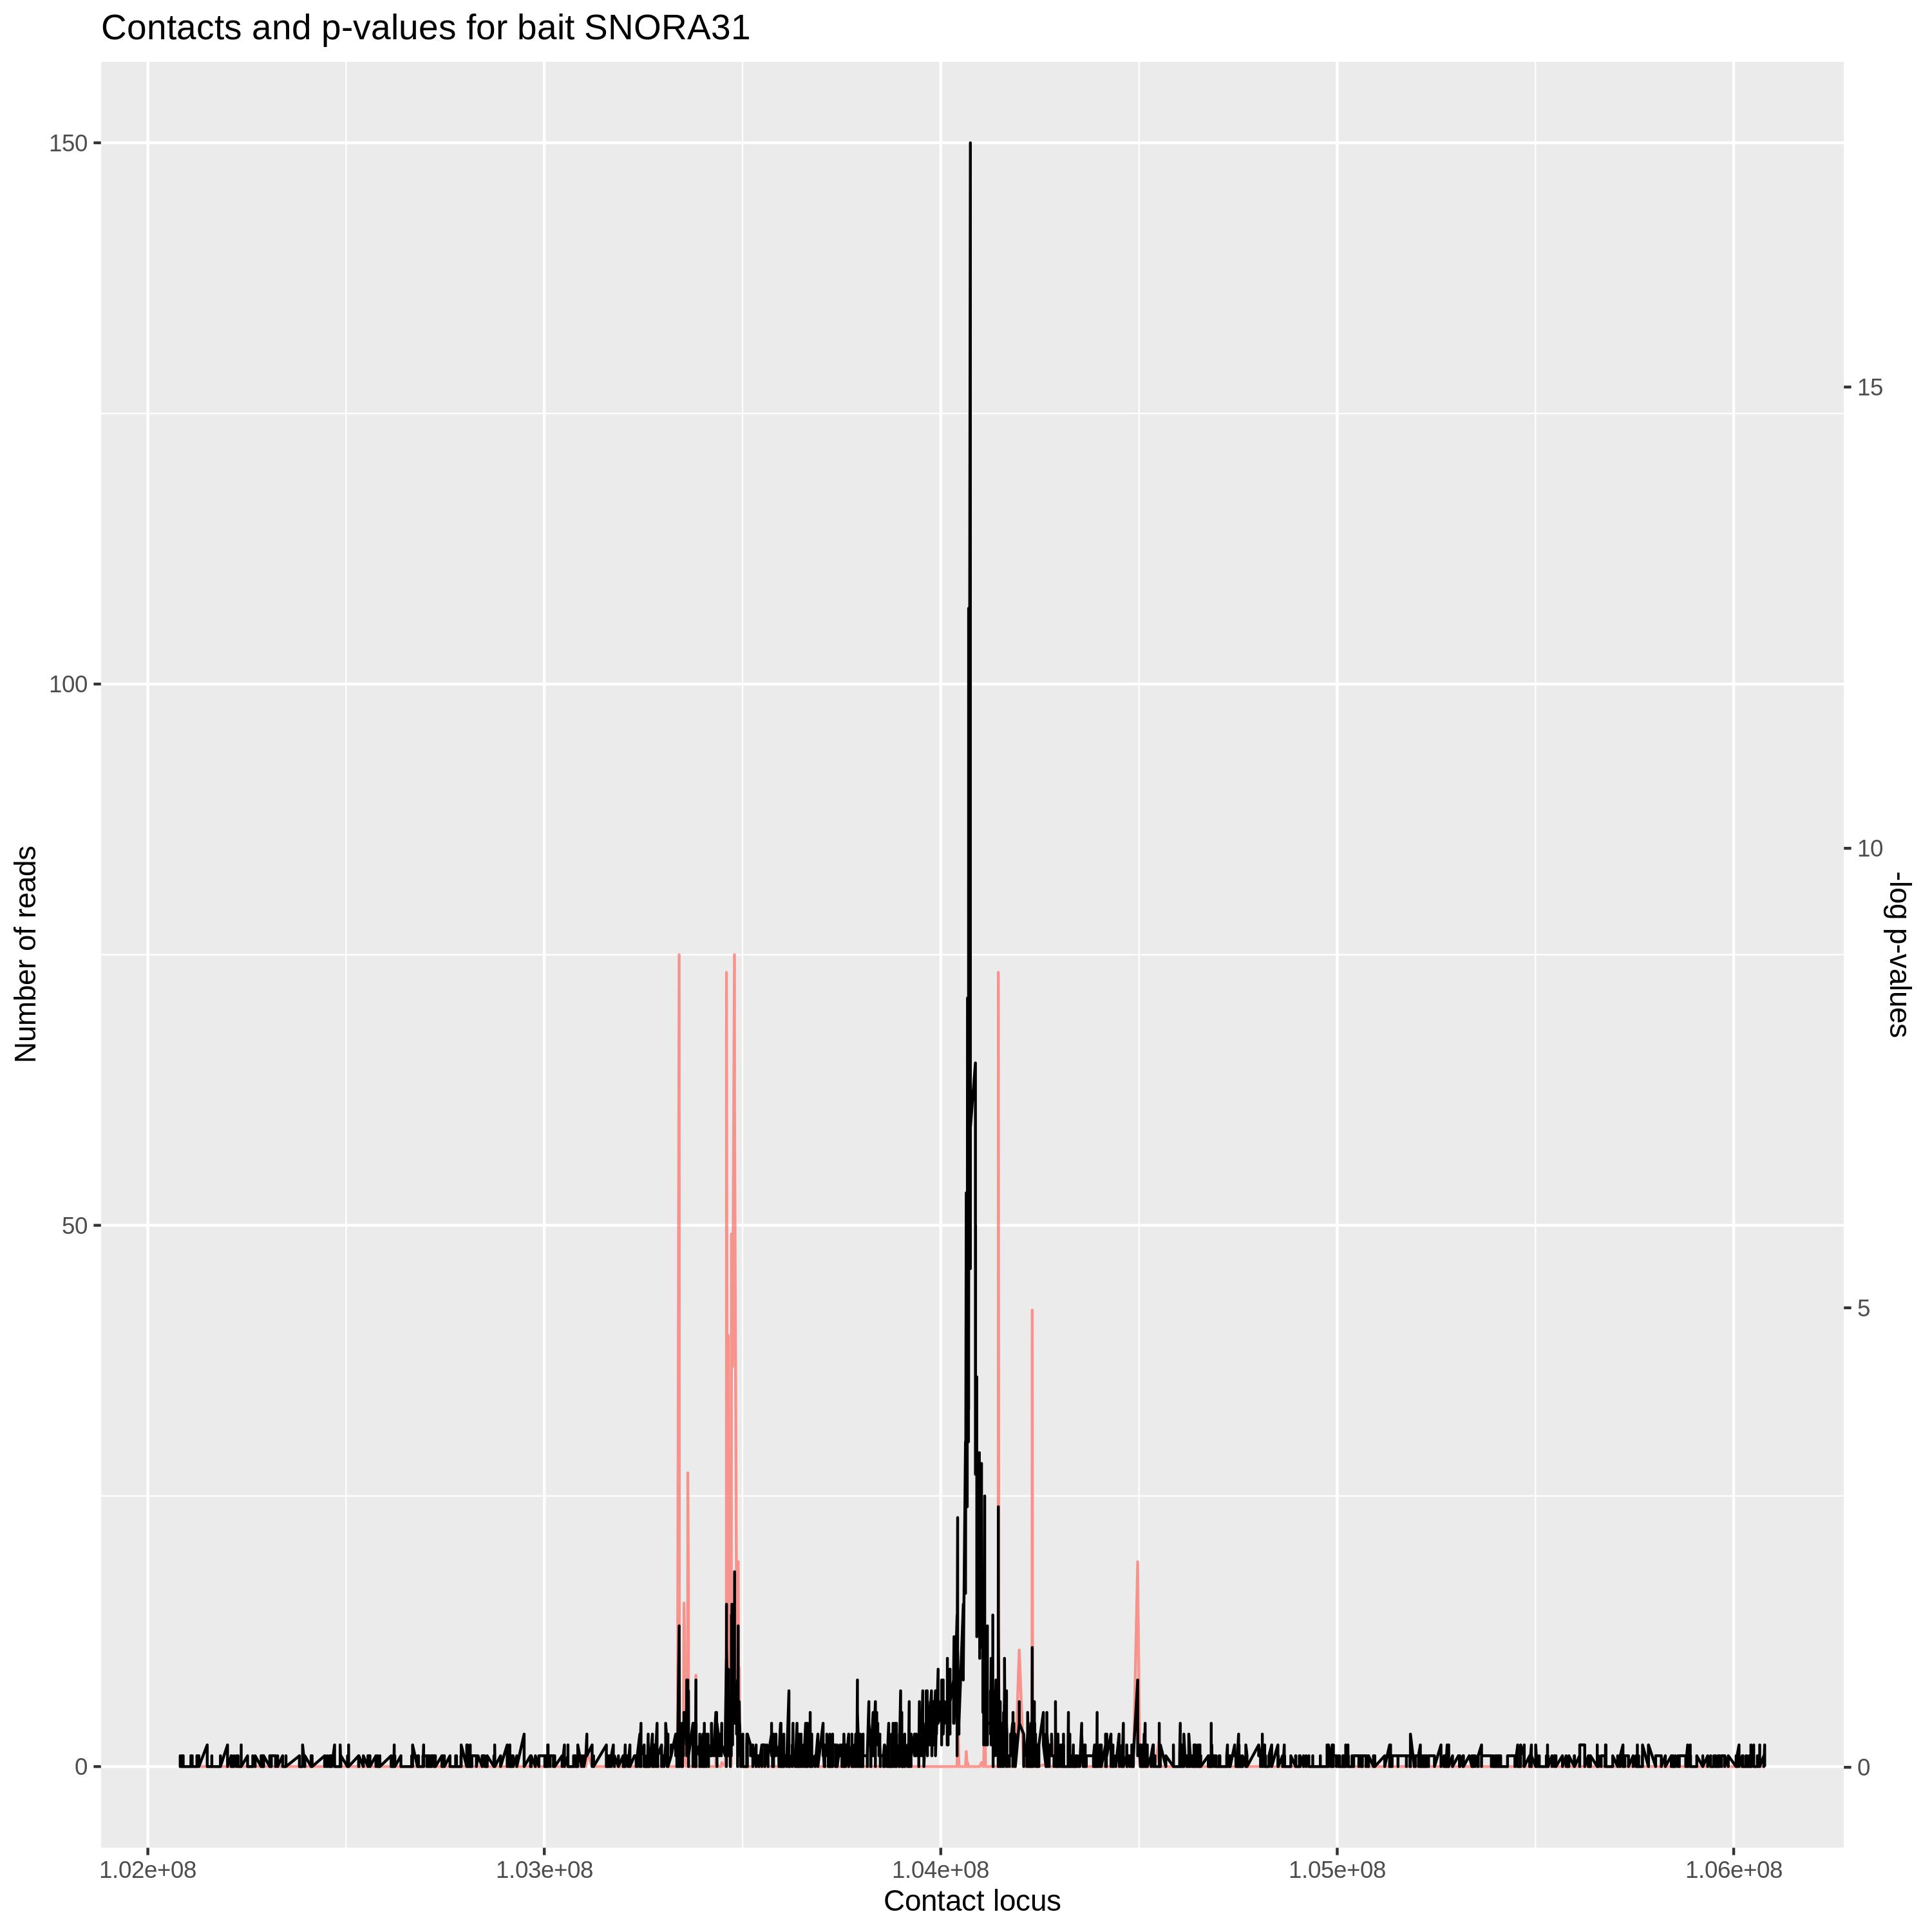 Contacts and p-values for bait SNORA31
Number of reads
150
100
50
0
15
10
5
0
-log p-values
1.02e+08
1.03e+08
1.04e+08
1.05e+08
1.06e+08
Contact locus